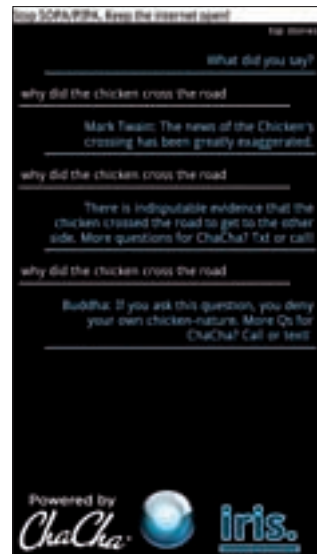 Stop SOPA/PIPA, Keep the internet open!
top stories
What did you say?
why did the chicken cross the road
Mark Twain: The news of the Chicken's
crossing has been greatly exaggerated.
why did the chicken cross the road
There is indisputable evidence that the
chicken crossed the road to get to the other
side. More questions for ChaCha? Txt or call!
why did the chicken cross the road
Buddha: If you ask this question, you deny
your own chicken-nature. More Qs for
ChaCha? Call or text!
Powered by
ChaCha
iris.